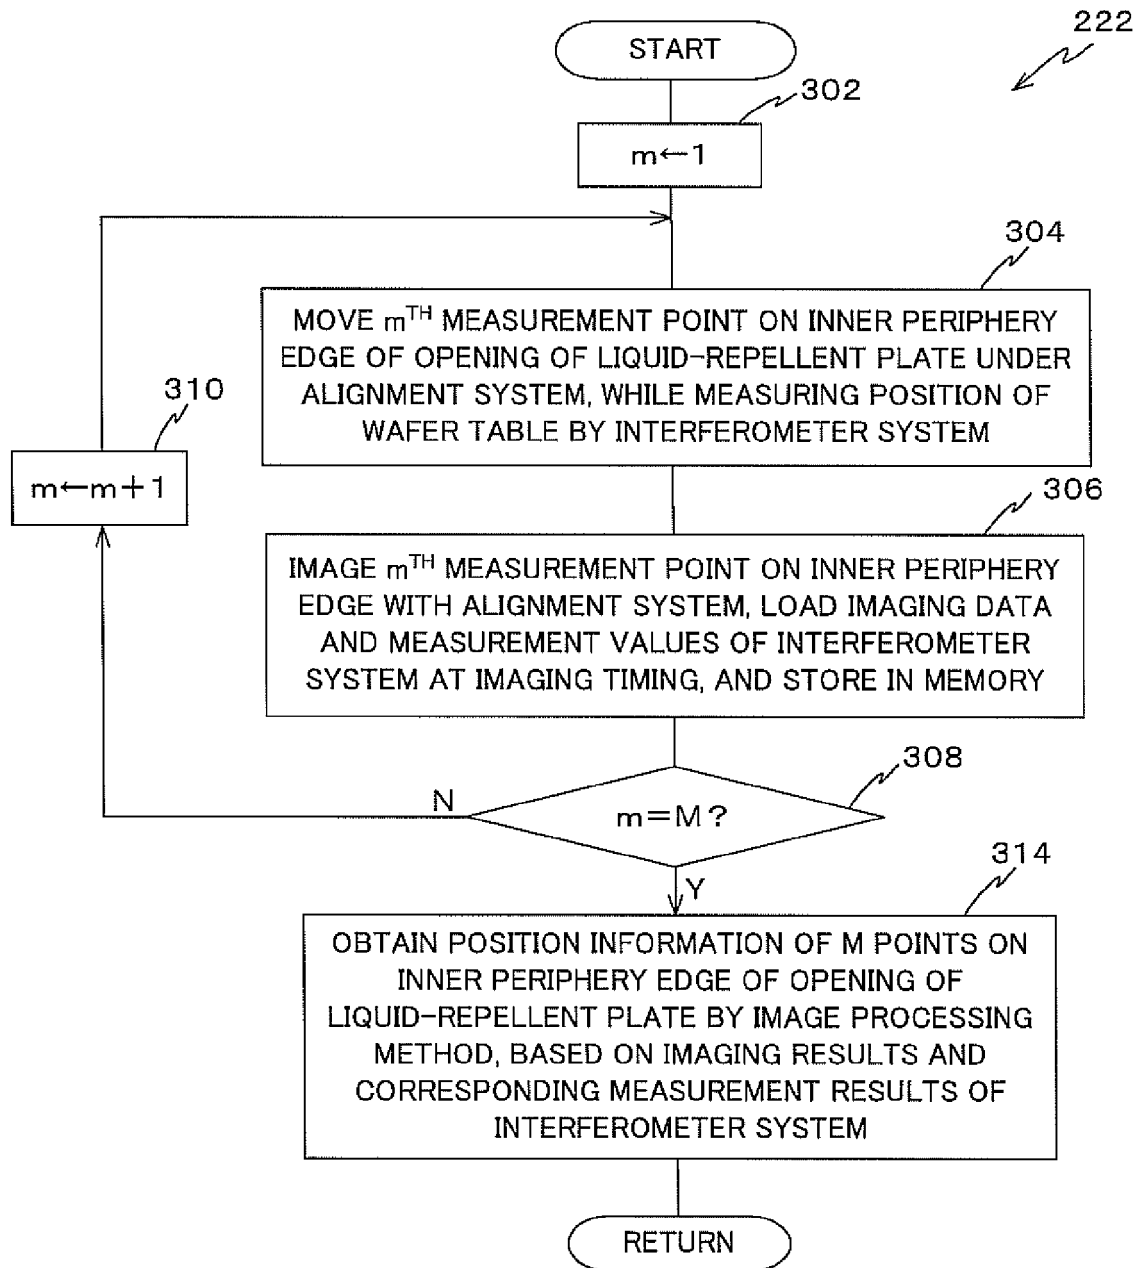 222
START
302
m←1
304
MOVE mTH MEASUREMENT POINT ON INNER PERIPHERY
EDGE OF OPENING OF LIQUID-REPELLENT PLATE UNDER
ALIGNMENT SYSTEM, WHILE MEASURING POSITION OF
WAFER TABLE BY INTERFEROMETER SYSTEM
310
m←m+1
306
IMAGE mTH MEASUREMENT POINT ON INNER PERIPHERY
EDGE WITH ALIGNMENT SYSTEM, LOAD IMAGING DATA
AND MEASUREMENT VALUES OF INTERFEROMETER
SYSTEM AT IMAGING TIMING, AND STORE IN MEMORY
308
N
m=M?
Y
314
OBTAIN POSITION INFORMATION OF M POINTS ON
INNER PERIPHERY EDGE OF OPENING OF
LIQUID-REPELLENT PLATE BY IMAGE PROCESSING
METHOD, BASED ON IMAGING RESULTS AND
CORRESPONDING MEASUREMENT RESULTS OF
INTERFEROMETER SYSTEM
RETURN